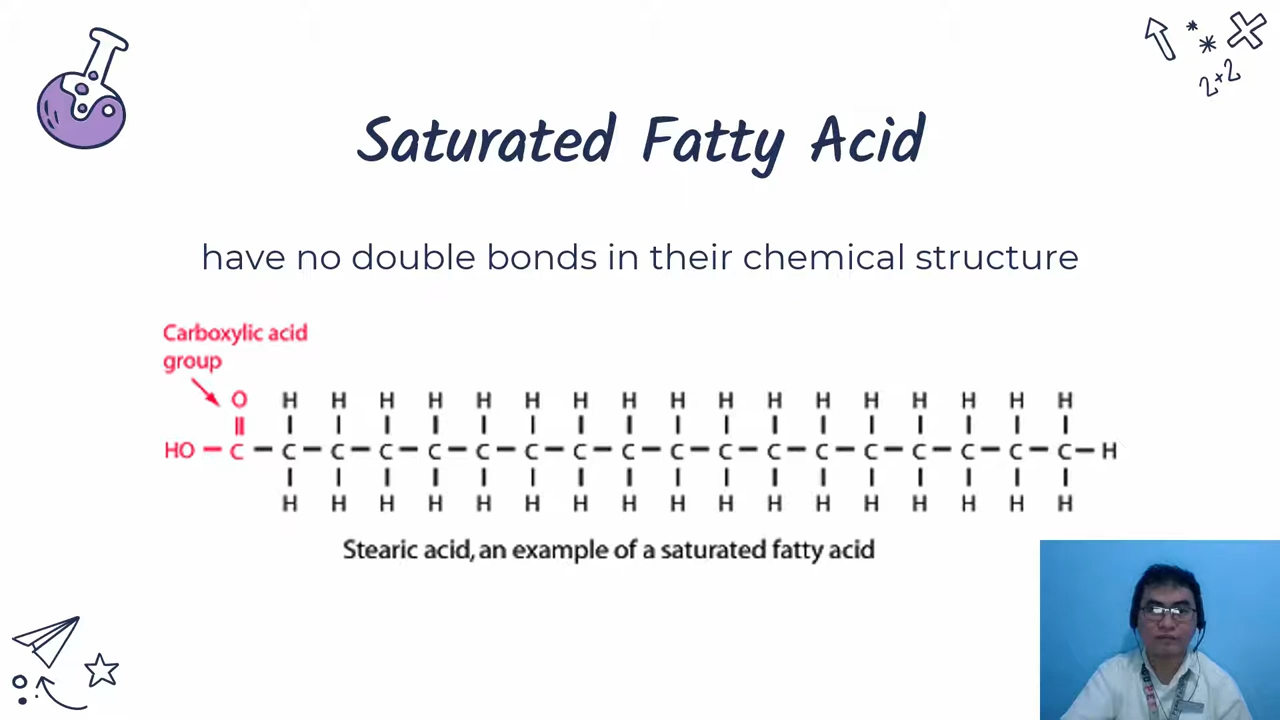 2+2
Saturated Fatty Acid
have no double bonds in their chemical structure
Carboxylic acid
group
O H H H H H H H H H H H H H H H H H
HO C C C C C C C C C C C C C C C C C C H
H H H H H H H H H H H H H H H H H
Stearic acid, an example of a saturated fatty acid